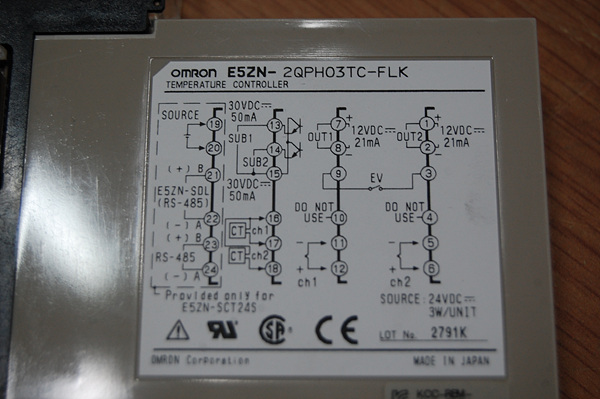 OMRON E5ZN- 2QPH03TC-FLK
TEMPERATURE CONTROLLER
SOURCE
19
20
21
(+) B
E5ZN-SDL
(RS-485)
22
(-) A
(+) B
23
RS-485
24
(-) A
Provided only for
E5ZN-SCT24S
30VDC
50mA
13
SUB1
14
SUB2
15
30VDC
50mA
16
CT ch1
17
CT ch2
18
7 +
OUT1 12VDC
8 - 21mA
9
EV
DO NOT
USE 10
- 11
+ 12
ch1
1 +
OUT2 12VDC
2 - 21mA
3
DO NOT
USE 4
- 5
+ 6
ch2
SOURCE: 24VDC
3W/UNIT
LOT No. 2791K
OMRON Corporation
MADE IN JAPAN